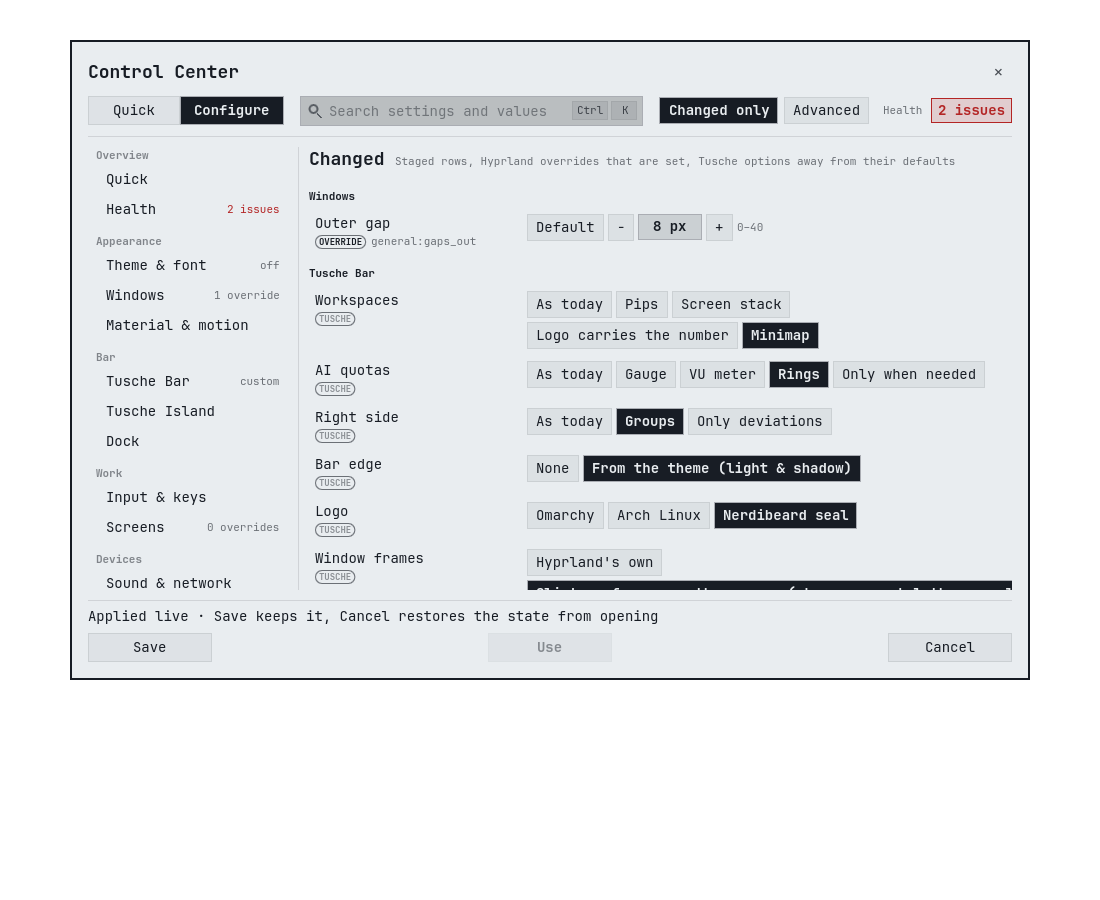 Control Center ×
Quick Configure Search settings and values Ctrl K Changed only Advanced Health 2 issues
Overview
Quick
Health 2 issues
Appearance
Theme & font off
Windows 1 override
Material & motion
Bar
Tusche Bar custom
Tusche Island
Dock
Work
Input & keys
Screens 0 overrides
Devices
Sound & network
Changed Staged rows, Hyprland overrides that are set, Tusche options away from their defaults
Windows
Outer gap Default - 8 px + 0–40
OVERRIDE general:gaps_out
Tusche Bar
Workspaces As today Pips Screen stack
TUSCHE Logo carries the number Minimap
AI quotas As today Gauge VU meter Rings Only when needed
TUSCHE
Right side As today Groups Only deviations
TUSCHE
Bar edge None From the theme (light & shadow)
TUSCHE
Logo Omarchy Arch Linux Nerdibeard seal
TUSCHE
Window frames Hyprland's own
TUSCHE
Applied live · Save keeps it, Cancel restores the state from opening
Save Use Cancel